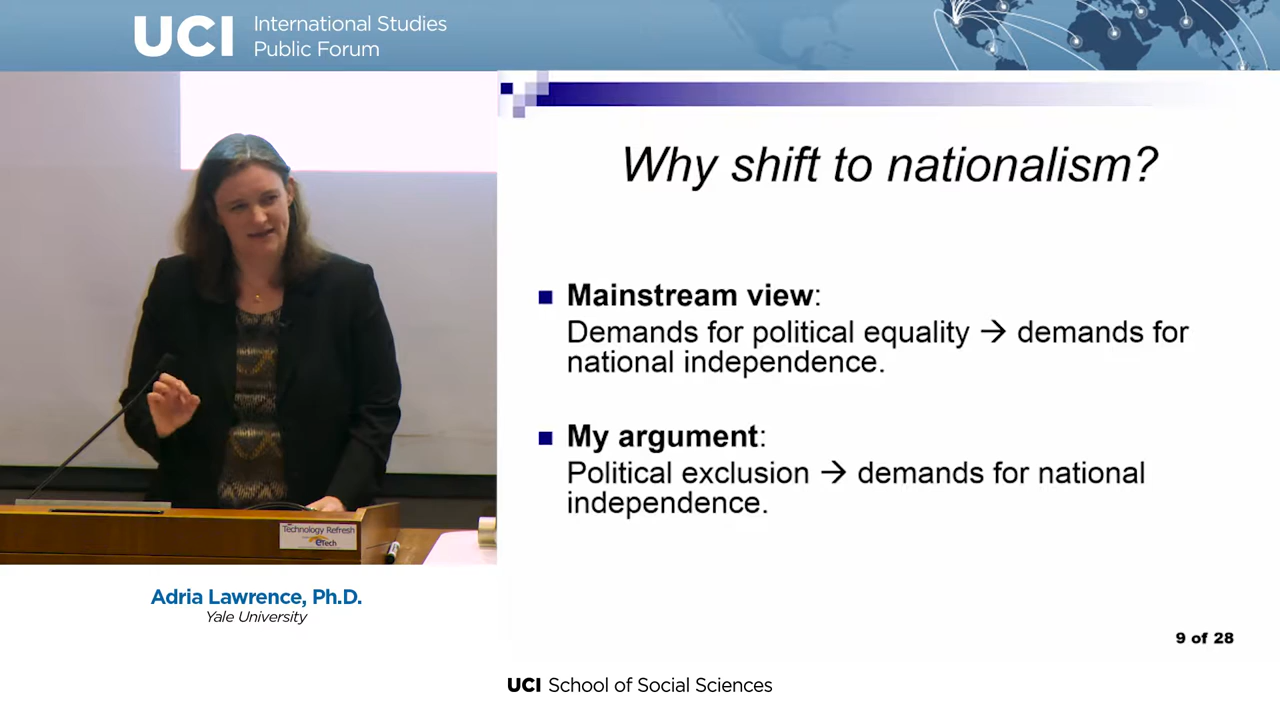 UCI International Studies
Public Forum
Why shift to nationalism?
Mainstream view:
Demands for political equality → demands for
national independence.
My argument:
Political exclusion → demands for national
independence.
9 of 28
Technology Refresh
eTech
Adria Lawrence, Ph.D.
Yale University
UCI School of Social Sciences